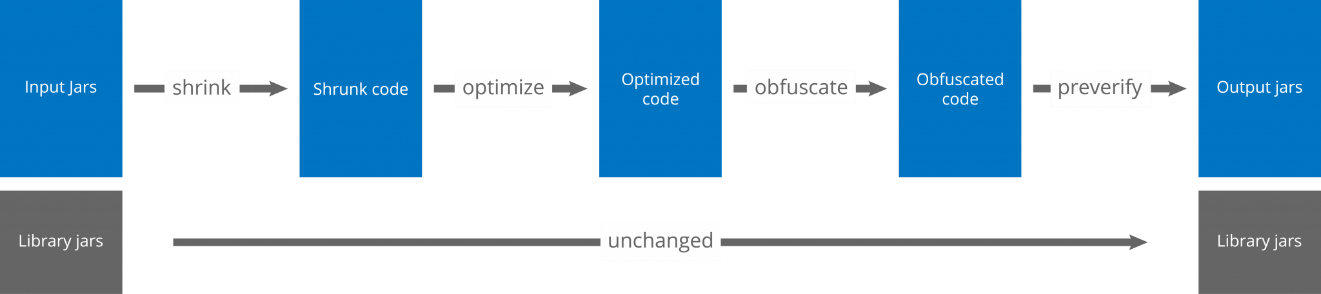 Input Jars
shrink
Shrunk code
optimize
Optimized
code
obfuscate
Obfuscated
code
preverify
Output jars
Library jars
unchanged
Library jars